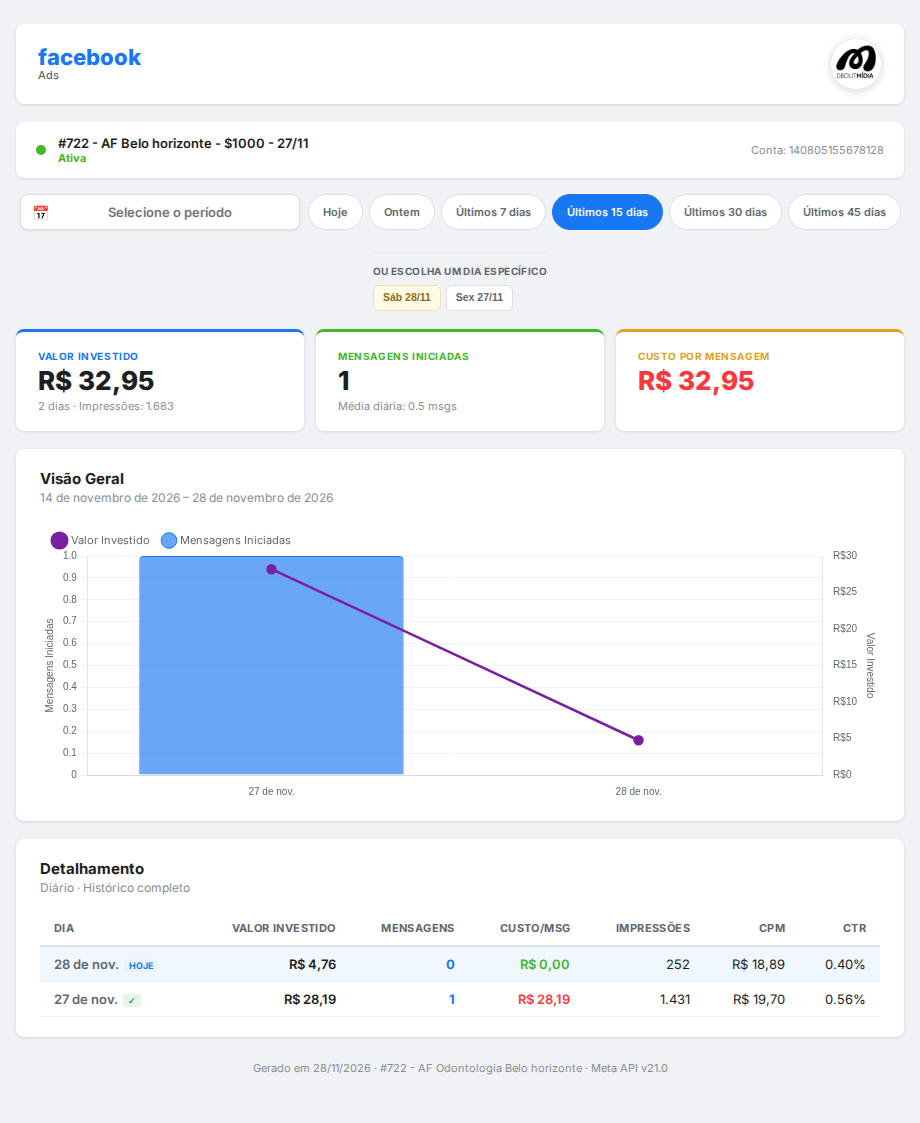 facebook
Ads
DBOUTMÍDIA
#722 - AF Belo horizonte - $1000 - 27/11
Ativa
Conta: 140805155678128
Selecione o período
Hoje
Ontem
Últimos 7 dias
Últimos 15 dias
Últimos 30 dias
Últimos 45 dias
OU ESCOLHA UM DIA ESPECÍFICO
Sáb 28/11
Sex 27/11
VALOR INVESTIDO
R$ 32,95
2 dias · Impressões: 1.683
MENSAGENS INICIADAS
1
Média diária: 0.5 msgs
CUSTO POR MENSAGEM
R$ 32,95
Visão Geral
14 de novembro de 2026 – 28 de novembro de 2026
Valor Investido
Mensagens Iniciadas
Mensagens Iniciadas
1.0
0.9
0.8
0.7
0.6
0.5
0.4
0.3
0.2
0.1
0
R$30
R$25
R$20
R$15
R$10
R$5
R$0
Valor Investido
27 de nov.
28 de nov.
Detalhamento
Diário · Histórico completo
DIA VALOR INVESTIDO MENSAGENS CUSTO/MSG IMPRESSÕES CPM CTR
28 de nov. HOJE R$ 4,76 0 R$ 0,00 252 R$ 18,89 0.40%
27 de nov. ✓ R$ 28,19 1 R$ 28,19 1.431 R$ 19,70 0.56%
Gerado em 28/11/2026 · #722 - AF Odontologia Belo horizonte · Meta API v21.0